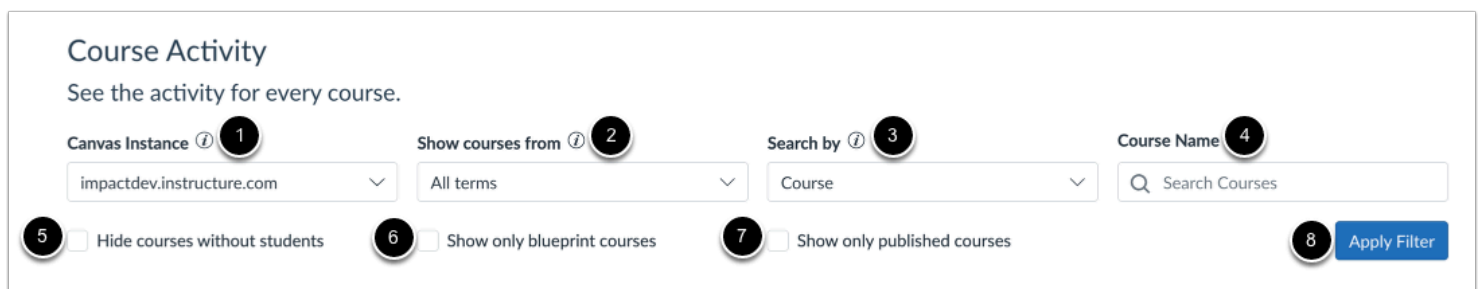 Course Activity
See the activity for every course.
Canvas Instance i 1 Show courses from i 2 Search by i 3 Course Name 4
impactdev.instructure.com All terms Course Search Courses
5 Hide courses without students 6 Show only blueprint courses 7 Show only published courses 8 Apply Filter